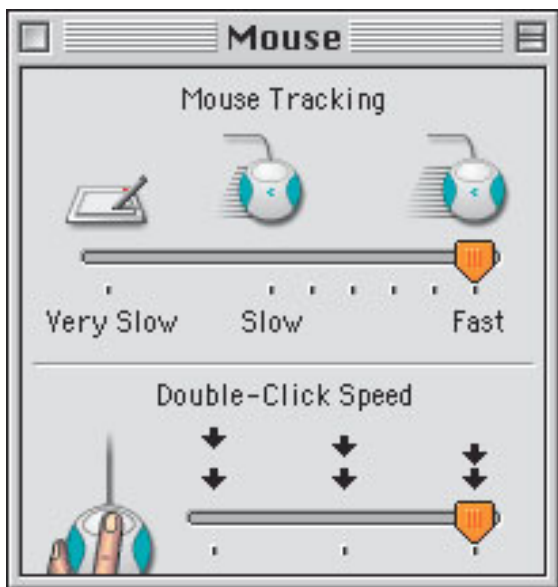 Mouse
Mouse Tracking
Very Slow Slow Fast
Double-Click Speed